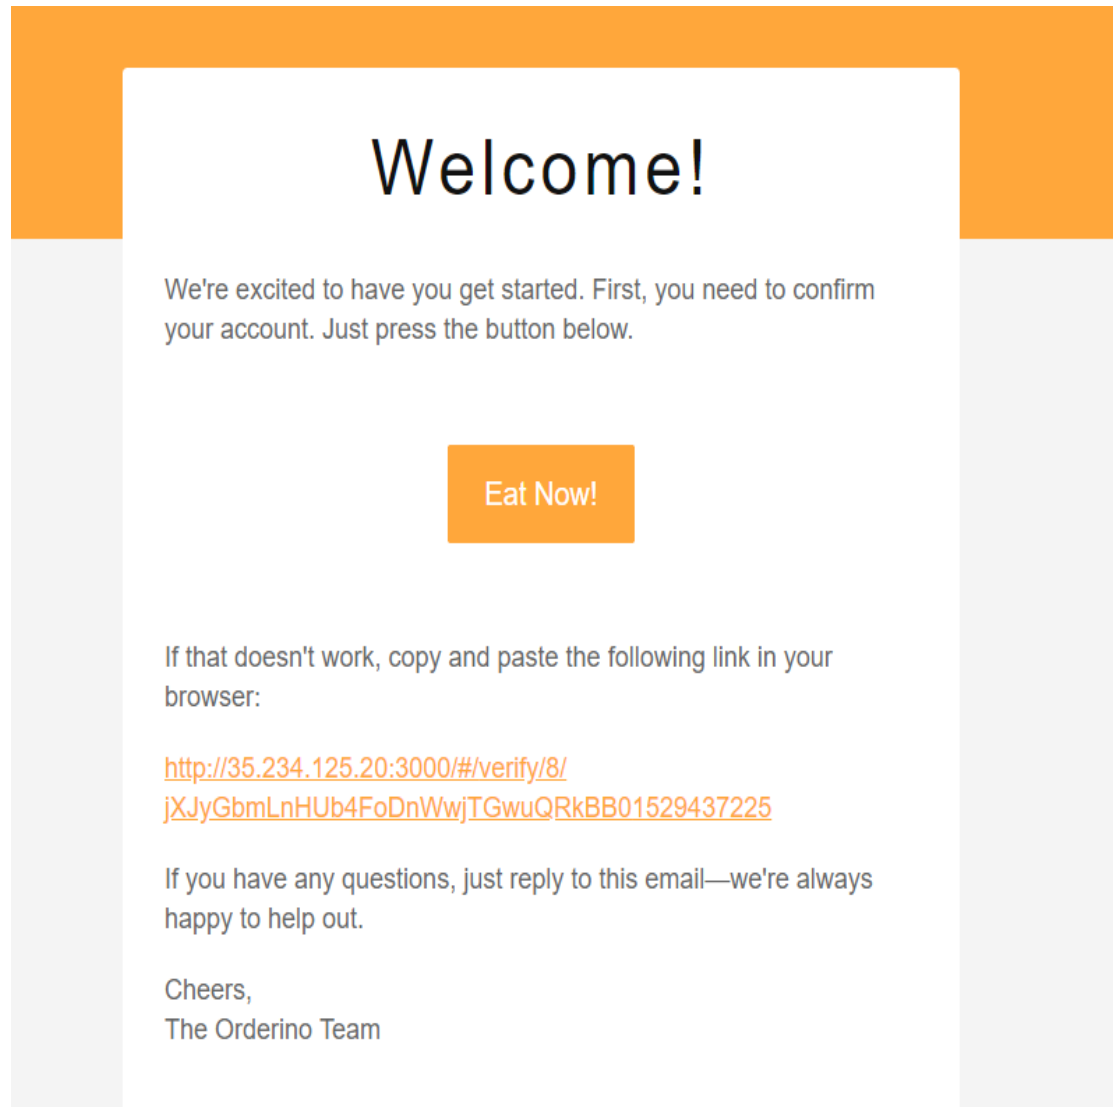 Welcome!
We're excited to have you get started. First, you need to confirm
your account. Just press the button below.
Eat Now!
If that doesn't work, copy and paste the following link in your
browser:
http://35.234.125.20:3000/#/verify/8/
jXJyGbmLnHUb4FoDnWwjTGwuQRkBB01529437225
If you have any questions, just reply to this email—we're always
happy to help out.
Cheers,
The Orderino Team